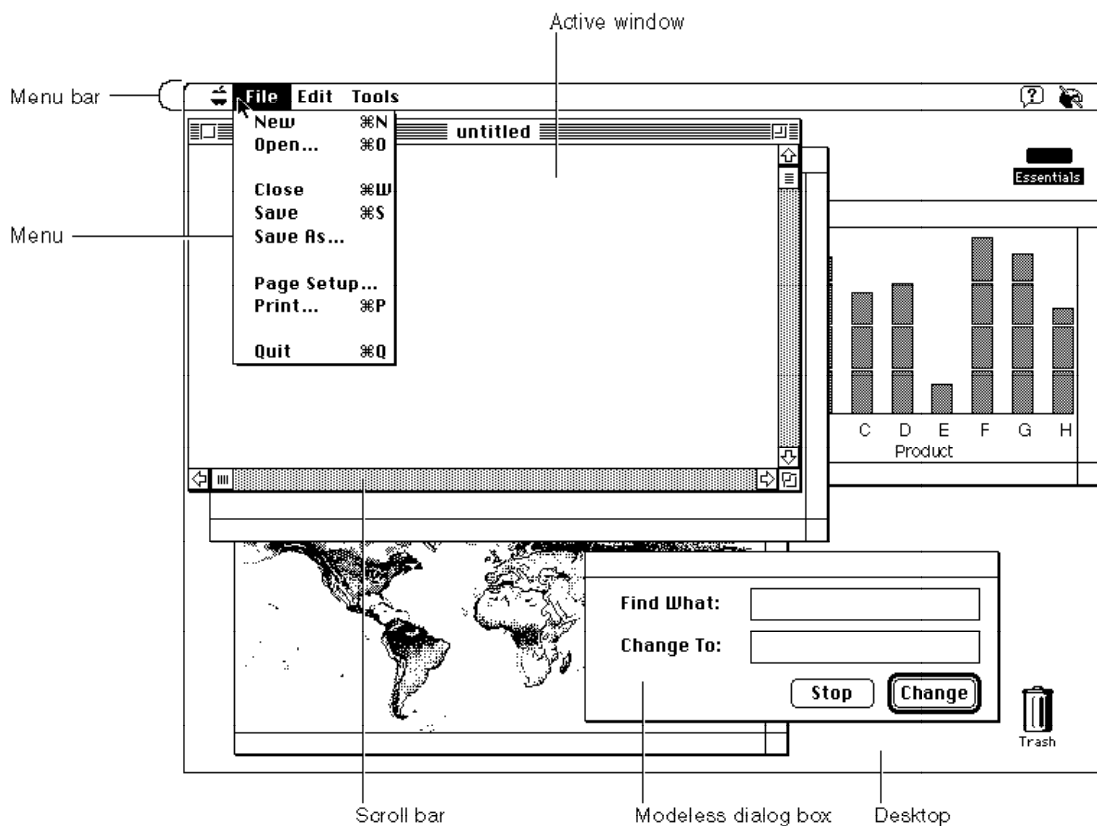 Active window
Menu bar
File Edit Tools
untitled
New ⌘N
Open... ⌘O
Close ⌘W
Save ⌘S
Save As...
Page Setup...
Print... ⌘P
Quit ⌘Q
Menu
Essentials
C D E F G H
Product
Find What:
Change To:
Stop Change
Trash
Scroll bar Modeless dialog box Desktop